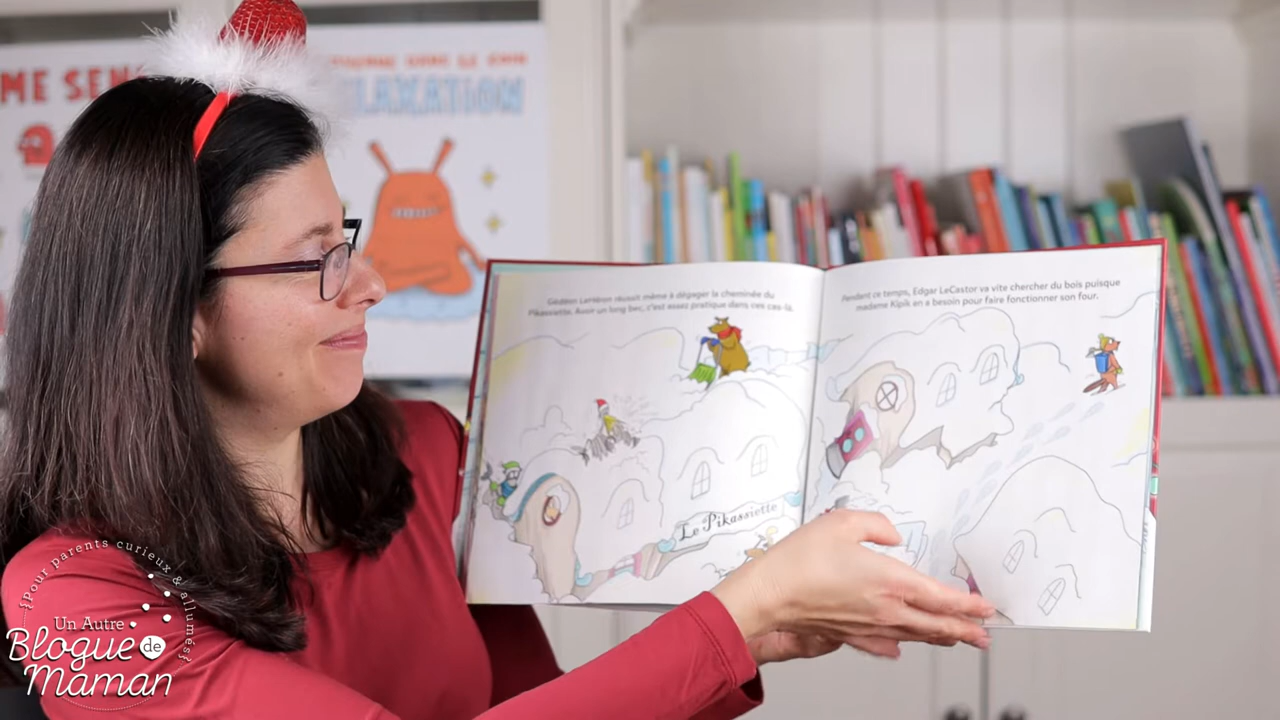 ME SEN
LAXATION
Gédéon Lariéron réussit même à dégager la cheminée du
Pikassiette. Avoir un long bec, c'est assez pratique dans ces cas-là.
Pendant ce temps, Edgar LeCastor va vite chercher du bois puisque
madame Kipik en a besoin pour faire fonctionner son four.
Le Pikassiette
{Pour parents curieux & allumés}
Un Autre
Blogue de
Maman